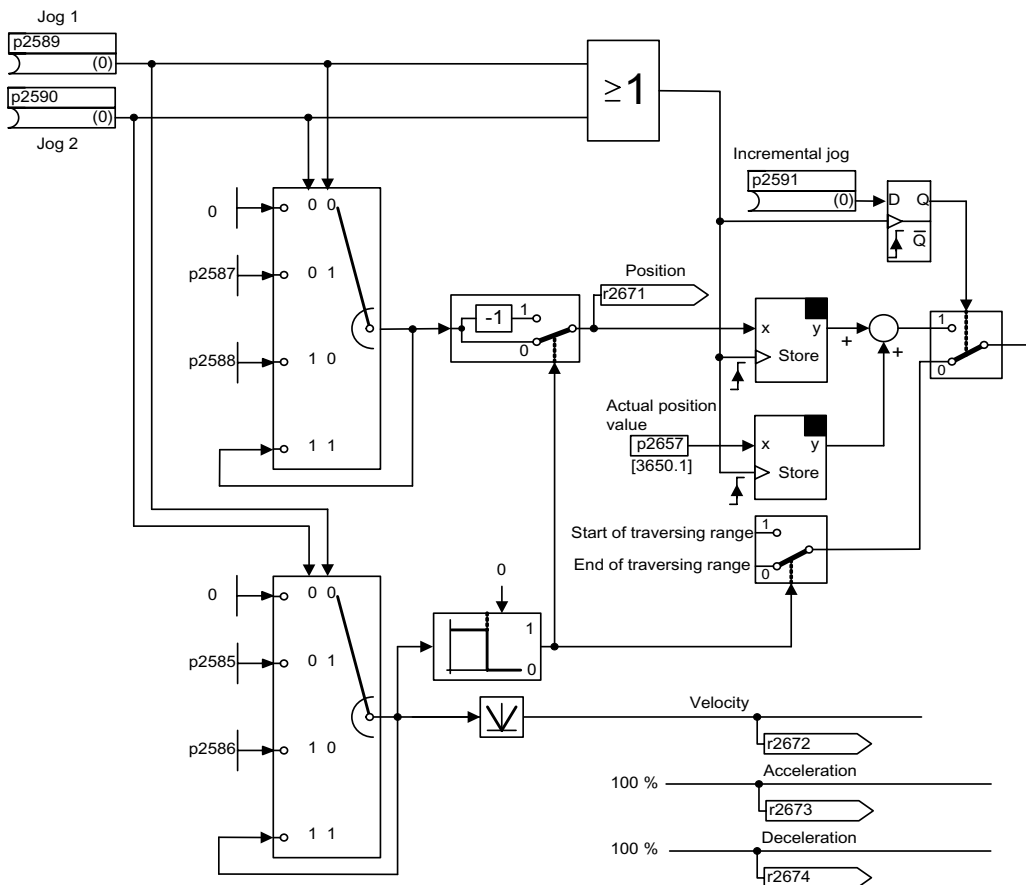 Jog 1
p2589
(0)
p2590
(0)
Jog 2
≥1
Incremental jog
p2591
(0)
D Q
Q̅
0
0 0
p2587
0 1
p2588
1 0
1 1
-1
1
0
Position
r2671
x y
Store
+
+
1
0
Actual position
value
p2657
[3650.1]
x y
Store
Start of traversing range
1
End of traversing range
0
0
0 0
p2585
0 1
p2586
1 0
1 1
0
1
0
Velocity
r2672
100 %
Acceleration
r2673
100 %
Deceleration
r2674